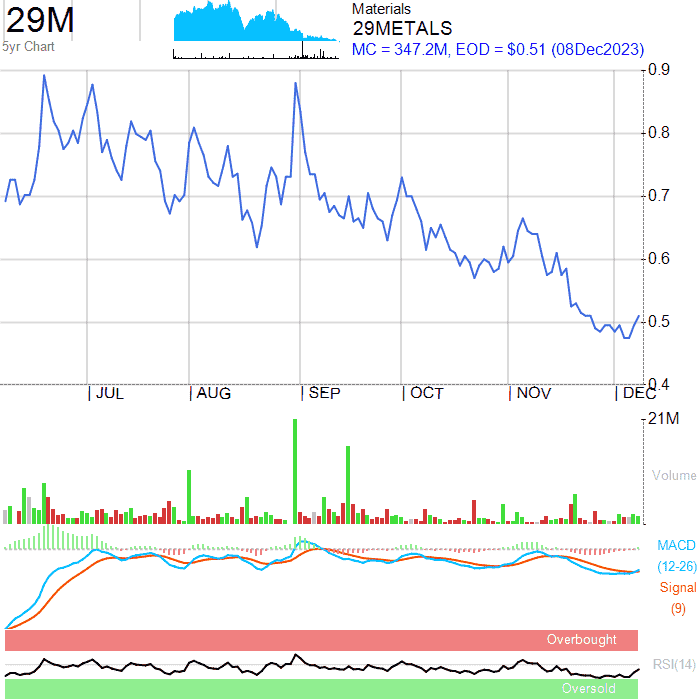 29M
5yr Chart
Materials
29METALS
MC = 347.2M, EOD = $0.51 (08Dec2023)
0.9
0.8
0.7
0.6
0.5
0.4
JUL AUG SEP OCT NOV DEC
21M
Volume
MACD
(12-26)
Signal
(9)
Overbought
RSI(14)
Oversold